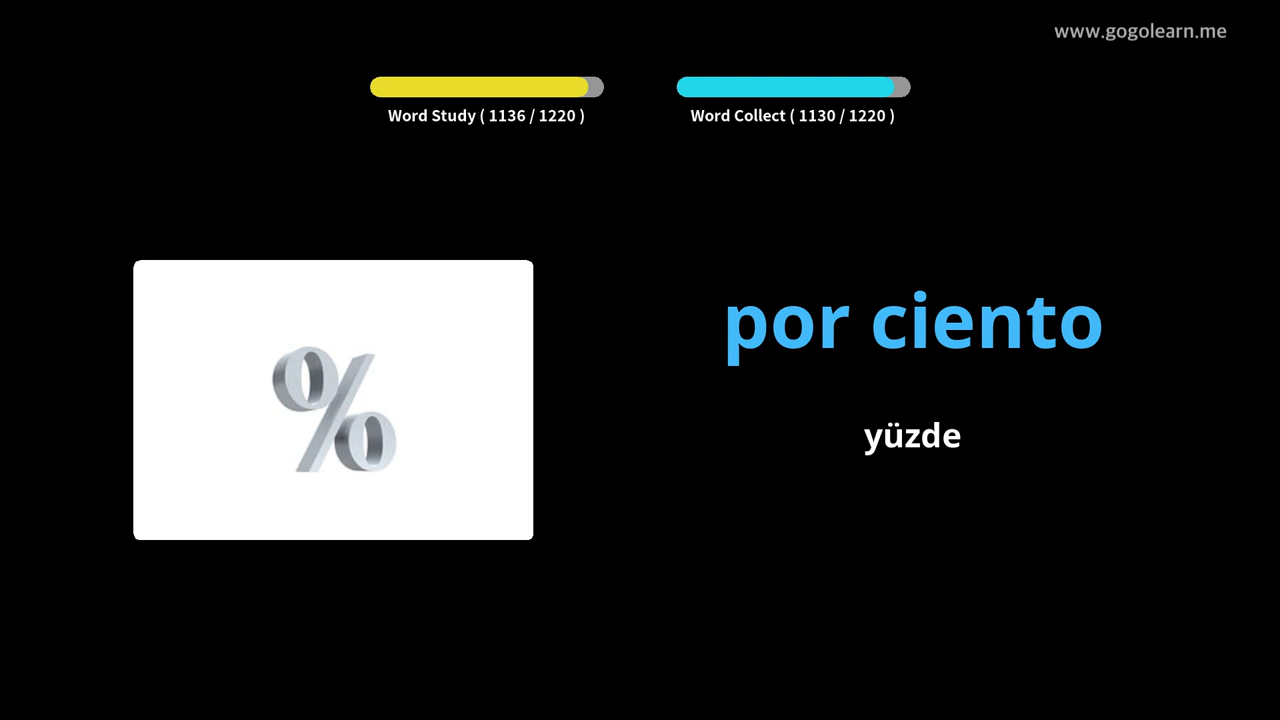 www.gogolearn.me
Word Study ( 1136 / 1220 )
Word Collect ( 1130 / 1220 )
%
por ciento
yüzde